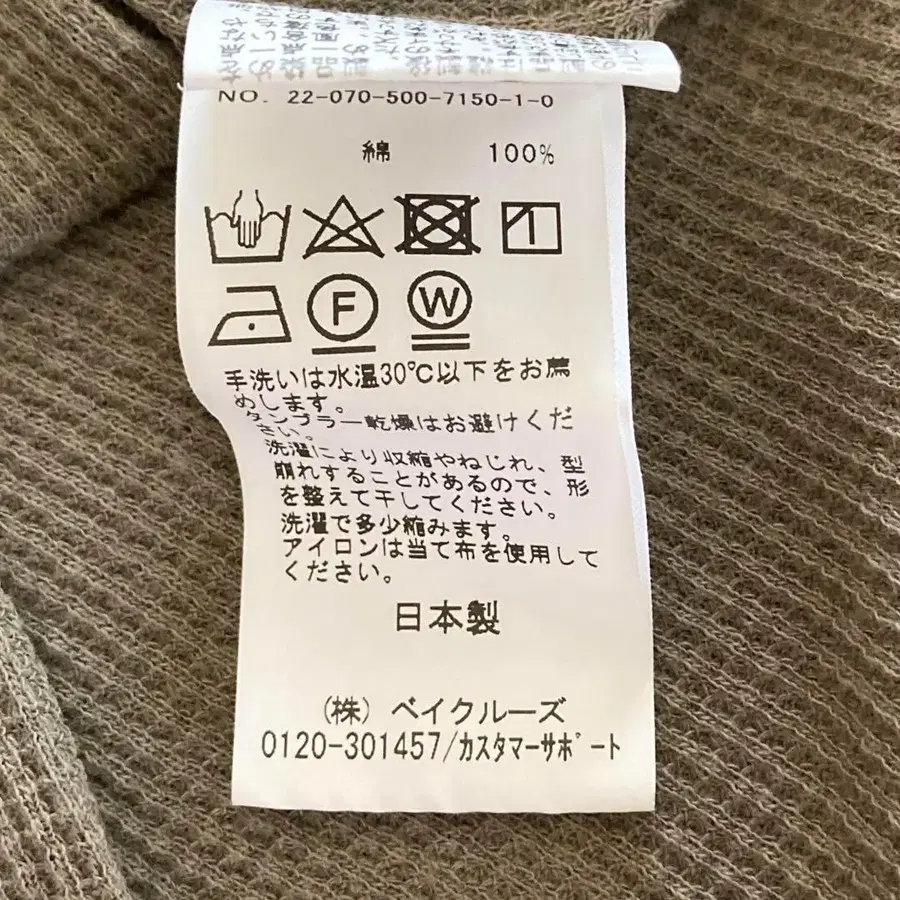 NO. 22-070-500-7150-1-0
綿 100%
F
W
手洗いは水温30℃以下をお薦
めします。
タンブラー乾燥はお避けくだ
さい。
洗濯により収縮やねじれ、型
崩れすることがあるので、形
を整えて干してください。
洗濯で多少縮みます。
アイロンは当て布を使用して
ください。
日本製
(株) ベイクルーズ
0120-301457/カスタマーサポート